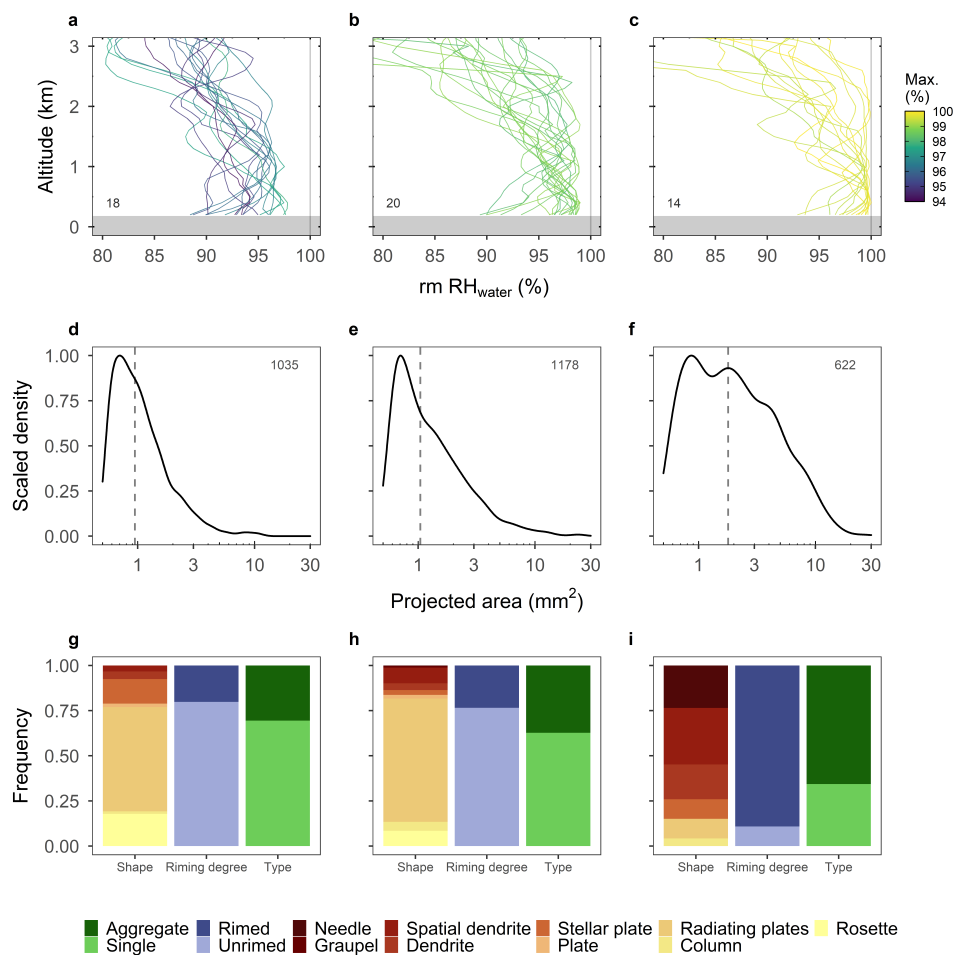 a b c
3
2
1
0
Altitude (km)
18 20 14
80 85 90 95 100 80 85 90 95 100 80 85 90 95 100
rm RHwater (%)
Max.
(%)
100
99
98
97
96
95
94
d e f
1035 1178 622
1.00
0.75
0.50
0.25
0.00
Scaled density
1 3 10 30 1 3 10 30 1 3 10 30
Projected area (mm2)
g h i
1.00
0.75
0.50
0.25
0.00
Frequency
Shape Riming degree Type Shape Riming degree Type Shape Riming degree Type
Aggregate Rimed Needle Spatial dendrite Stellar plate Radiating plates Rosette
Single Unrimed Graupel Dendrite Plate Column